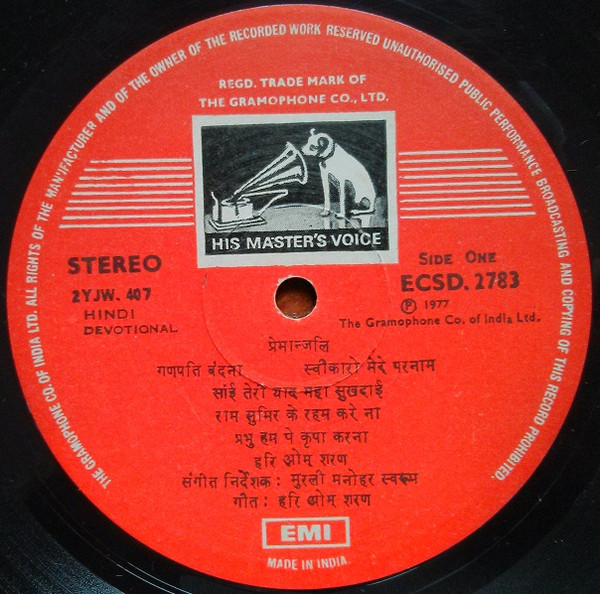 THE GRAMOPHONE CO. OF INDIA LTD. ALL RIGHTS OF THE MANUFACTURER AND OF THE OWNER OF THE RECORDED WORK RESERVED UNAUTHORISED PUBLIC PERFORMANCE BROADCASTING AND COPYING OF THIS RECORD PROHIBITED.
REGD. TRADE MARK OF
THE GRAMOPHONE CO., LTD.
HIS MASTER'S VOICE
STEREO
2YJW. 407
HINDI
DEVOTIONAL
SIDE ONE
ECSD. 2783
Ⓟ 1977
The Gramophone Co. of India Ltd.
प्रेमान्जलि
गणपति बंदना स्वीकारो मेरे परनाम
सांई तेरी याद महा सुखदाई
राम सुमिर के रहम करे ना
प्रभु हम पे कृपा करना
हरि ओम् शरण
संगीत निर्देशक : मुरली मनोहर स्वरूप
गीत : हरि ओम् शरण
EMI
MADE IN INDIA